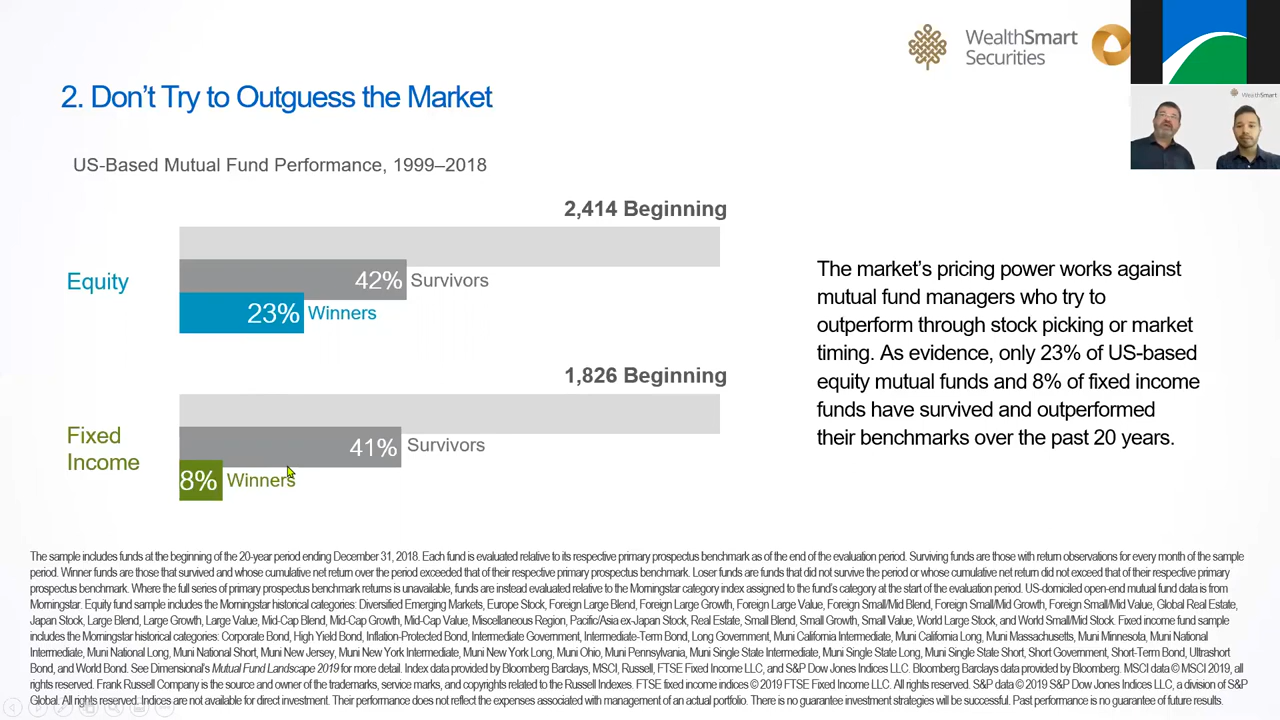 WealthSmart
Securities
WealthSmart
2. Don’t Try to Outguess the Market
US-Based Mutual Fund Performance, 1999–2018
2,414 Beginning
Equity
42% Survivors
23% Winners
1,826 Beginning
Fixed
Income
41% Survivors
8% Winners
The market’s pricing power works against
mutual fund managers who try to
outperform through stock picking or market
timing. As evidence, only 23% of US-based
equity mutual funds and 8% of fixed income
funds have survived and outperformed
their benchmarks over the past 20 years.
The sample includes funds at the beginning of the 20-year period ending December 31, 2018. Each fund is evaluated relative to its respective primary prospectus benchmark as of the end of the evaluation period. Surviving funds are those with return observations for every month of the sample
period. Winner funds are those that survived and whose cumulative net return over the period exceeded that of their respective primary prospectus benchmark. Loser funds are funds that did not survive the period or whose cumulative net return did not exceed that of their respective primary
prospectus benchmark. Where the full series of primary prospectus benchmark returns is unavailable, funds are instead evaluated relative to the Morningstar category index assigned to the fund’s category at the start of the evaluation period. US-domiciled open-end mutual fund data is from
Morningstar. Equity fund sample includes the Morningstar historical categories: Diversified Emerging Markets, Europe Stock, Foreign Large Blend, Foreign Large Growth, Foreign Large Value, Foreign Small/Mid Blend, Foreign Small/Mid Growth, Foreign Small/Mid Value, Global Real Estate,
Japan Stock, Large Blend, Large Growth, Large Value, Mid-Cap Blend, Mid-Cap Growth, Mid-Cap Value, Miscellaneous Region, Pacific/Asia ex-Japan Stock, Real Estate, Small Blend, Small Growth, Small Value, World Large Stock, and World Small/Mid Stock. Fixed income fund sample
includes the Morningstar historical categories: Corporate Bond, High Yield Bond, Inflation-Protected Bond, Intermediate Government, Intermediate-Term Bond, Long Government, Muni California Intermediate, Muni California Long, Muni Massachusetts, Muni Minnesota, Muni National
Intermediate, Muni National Long, Muni National Short, Muni New Jersey, Muni New York Intermediate, Muni New York Long, Muni Ohio, Muni Pennsylvania, Muni Single State Intermediate, Muni Single State Long, Muni Single State Short, Short Government, Short-Term Bond, Ultrashort
Bond, and World Bond. See Dimensional’s Mutual Fund Landscape 2019 for more detail. Index data provided by Bloomberg Barclays, MSCI, Russell, FTSE Fixed Income LLC, and S&P Dow Jones Indices LLC. Bloomberg Barclays data provided by Bloomberg. MSCI data © MSCI 2019, all
rights reserved. Frank Russell Company is the source and owner of the trademarks, service marks, and copyrights related to the Russell Indexes. FTSE fixed income indices © 2019 FTSE Fixed Income LLC. All rights reserved. S&P data © 2019 S&P Dow Jones Indices LLC, a division of S&P
Global. All rights reserved. Indices are not available for direct investment. Their performance does not reflect the expenses associated with management of an actual portfolio. There is no guarantee investment strategies will be successful. Past performance is no guarantee of future results.